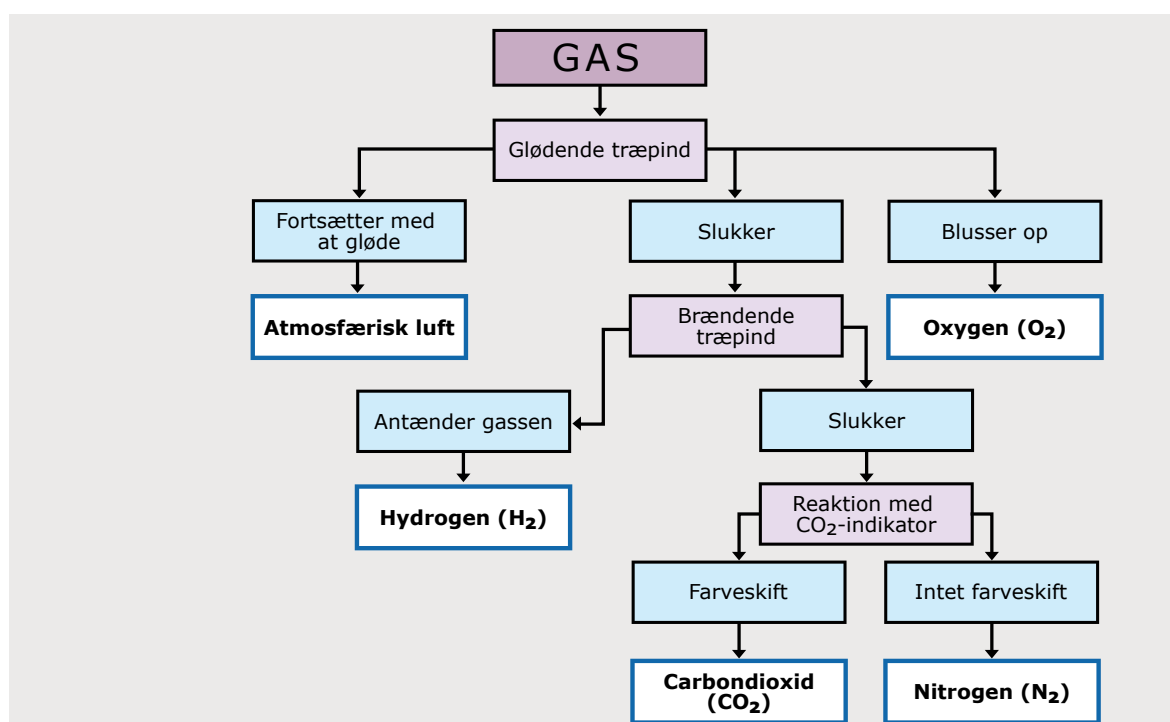 GAS
Glødende træpind
Fortsætter med
at gløde
Slukker
Blusser op
Atmosfærisk luft
Brændende
træpind
Oxygen (O₂)
Antænder gassen
Slukker
Hydrogen (H₂)
Reaktion med
CO₂-indikator
Farveskift
Intet farveskift
Carbondioxid
(CO₂)
Nitrogen (N₂)